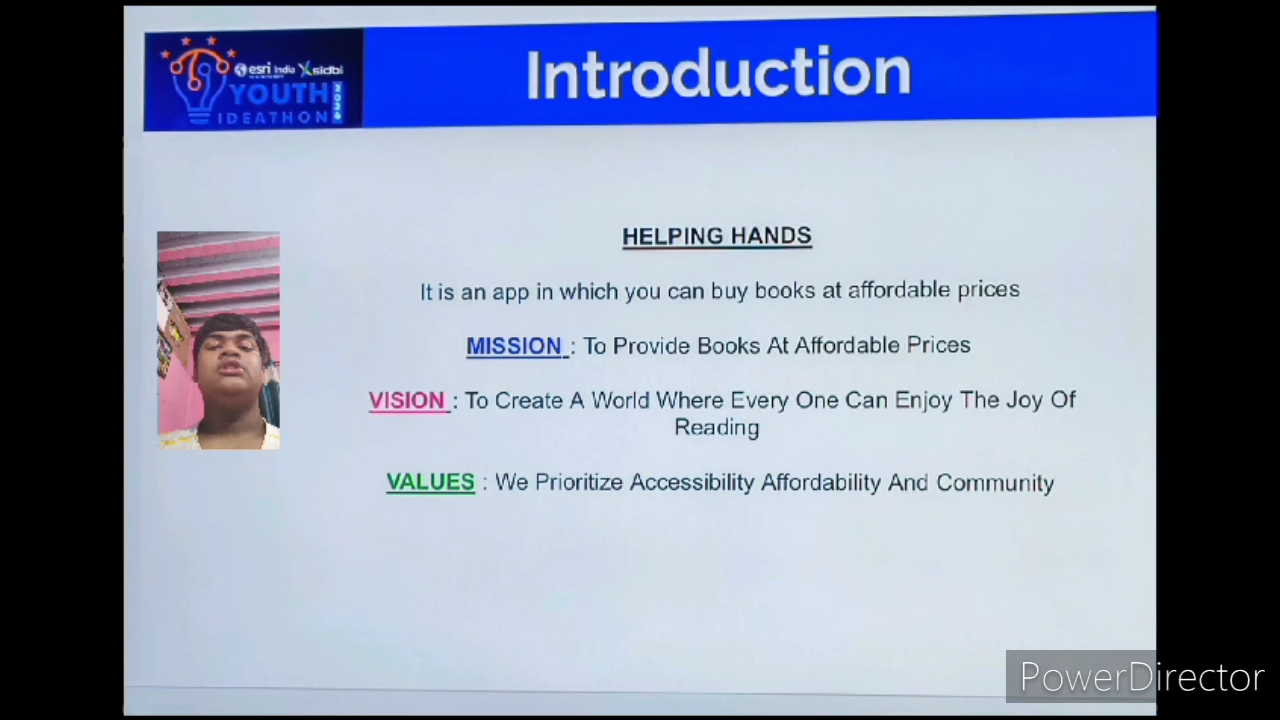 esri India sidbi
YOUTH 2024
IDEATHON
Introduction
HELPING HANDS
It is an app in which you can buy books at affordable prices
MISSION : To Provide Books At Affordable Prices
VISION : To Create A World Where Every One Can Enjoy The Joy Of
Reading
VALUES : We Prioritize Accessibility Affordability And Community
PowerDirector